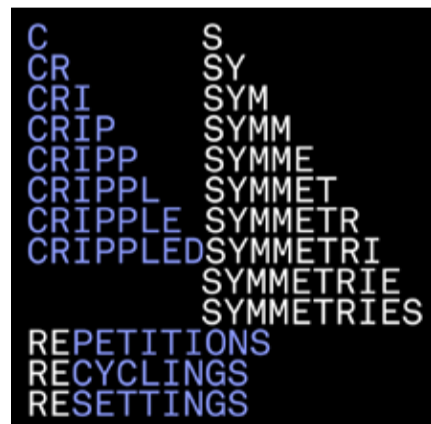 C S
CR SY
CRI SYM
CRIP SYMM
CRIPP SYMME
CRIPPL SYMMET
CRIPPLE SYMMETR
CRIPPLEDSYMMETRI
SYMMETRIE
SYMMETRIES
REPETITIONS
RECYCLINGS
RESETTINGS